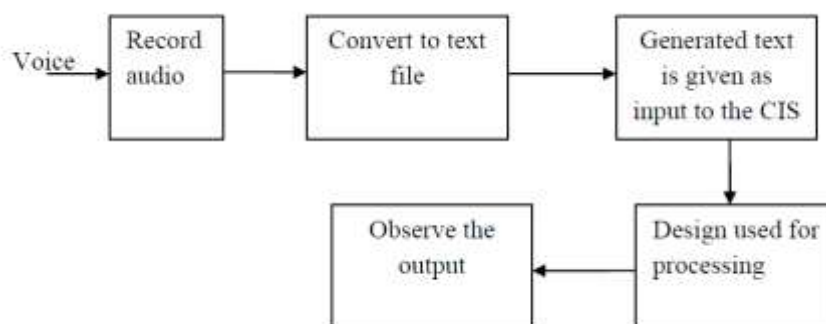 Voice
Record
audio
Convert to text
file
Generated text
is given as
input to the CIS
Design used for
processing
Observe the
output